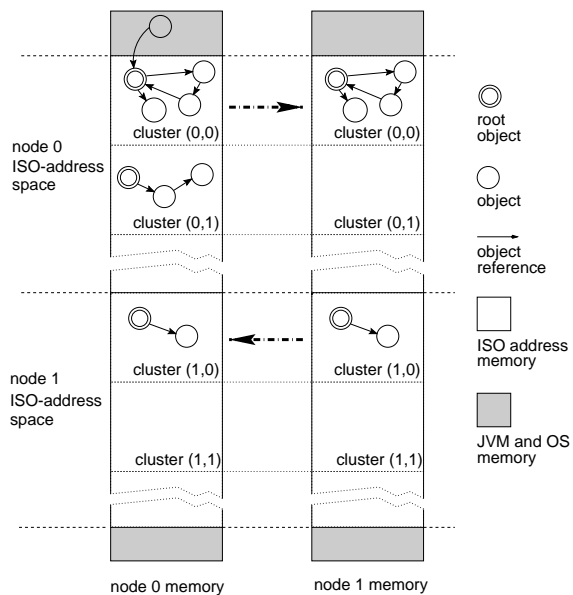 node 0
ISO-address
space
cluster (0,0)
cluster (0,0)
cluster (0,1)
cluster (0,1)
node 1
ISO-address
space
cluster (1,0)
cluster (1,0)
cluster (1,1)
cluster (1,1)
node 0 memory
node 1 memory
root
object
object
object
reference
ISO address
memory
JVM and OS
memory